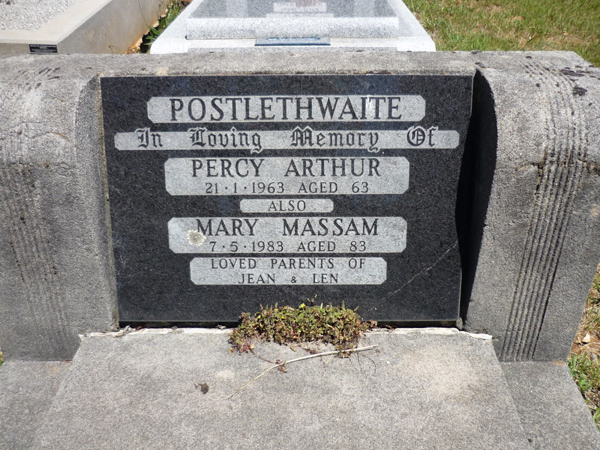 POSTLETHWAITE
In Loving Memory Of
PERCY ARTHUR
21·1·1963 AGED 63
ALSO
MARY MASSAM
7·5·1983 AGED 83
LOVED PARENTS OF
JEAN & LEN